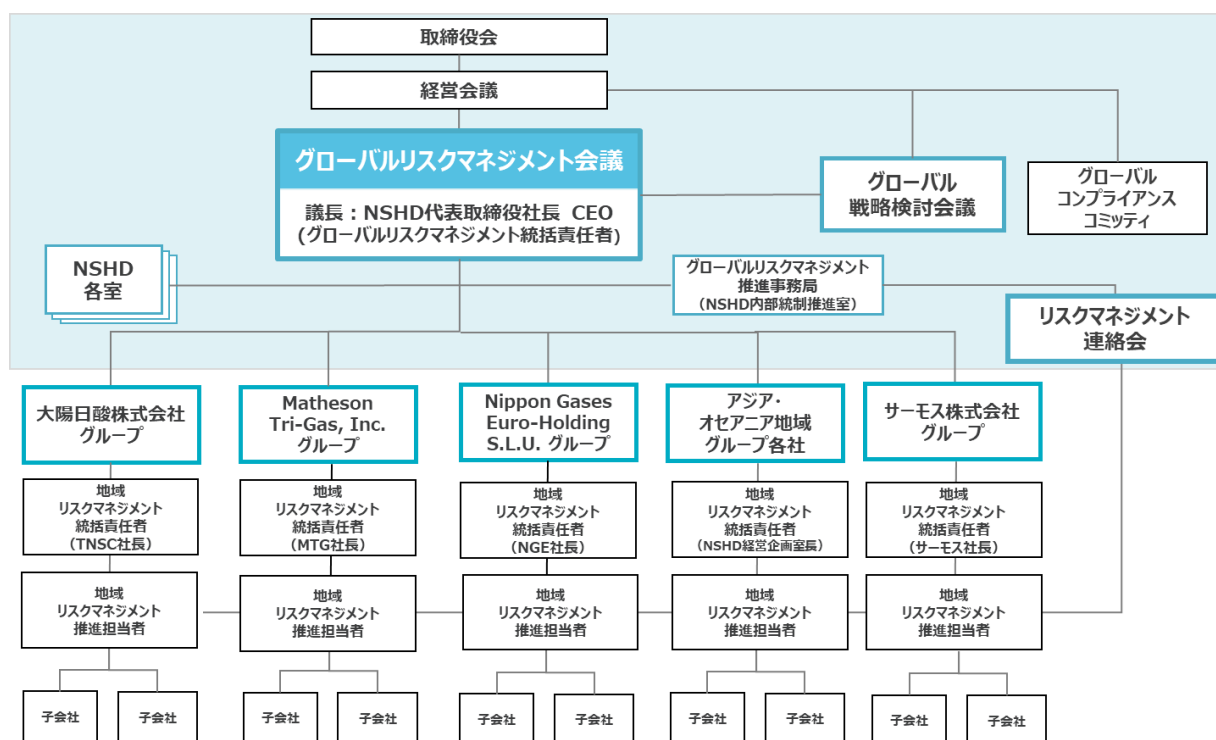 取締役会
経営会議
グローバルリスクマネジメント会議
議長：NSHD代表取締役社長 CEO
(グローバルリスクマネジメント統括責任者)
グローバル
戦略検討会議
グローバル
コンプライアンス
コミッティ
NSHD
各室
グローバルリスクマネジメント
推進事務局
（NSHD内部統制推進室）
リスクマネジメント
連絡会
大陽日酸株式会社
グループ
Matheson
Tri-Gas, Inc.
グループ
Nippon Gases
Euro-Holding
S.L.U. グループ
アジア・
オセアニア地域
グループ各社
サーモス株式会社
グループ
地域
リスクマネジメント
統括責任者
（TNSC社長）
地域
リスクマネジメント
統括責任者
（MTG社長）
地域
リスクマネジメント
統括責任者
（NGE社長）
地域
リスクマネジメント
統括責任者
（NSHD経営企画室長）
地域
リスクマネジメント
統括責任者
（サーモス社長）
地域
リスクマネジメント
推進担当者
地域
リスクマネジメント
推進担当者
地域
リスクマネジメント
推進担当者
地域
リスクマネジメント
推進担当者
地域
リスクマネジメント
推進担当者
子会社
子会社
子会社
子会社
子会社
子会社
子会社
子会社
子会社
子会社